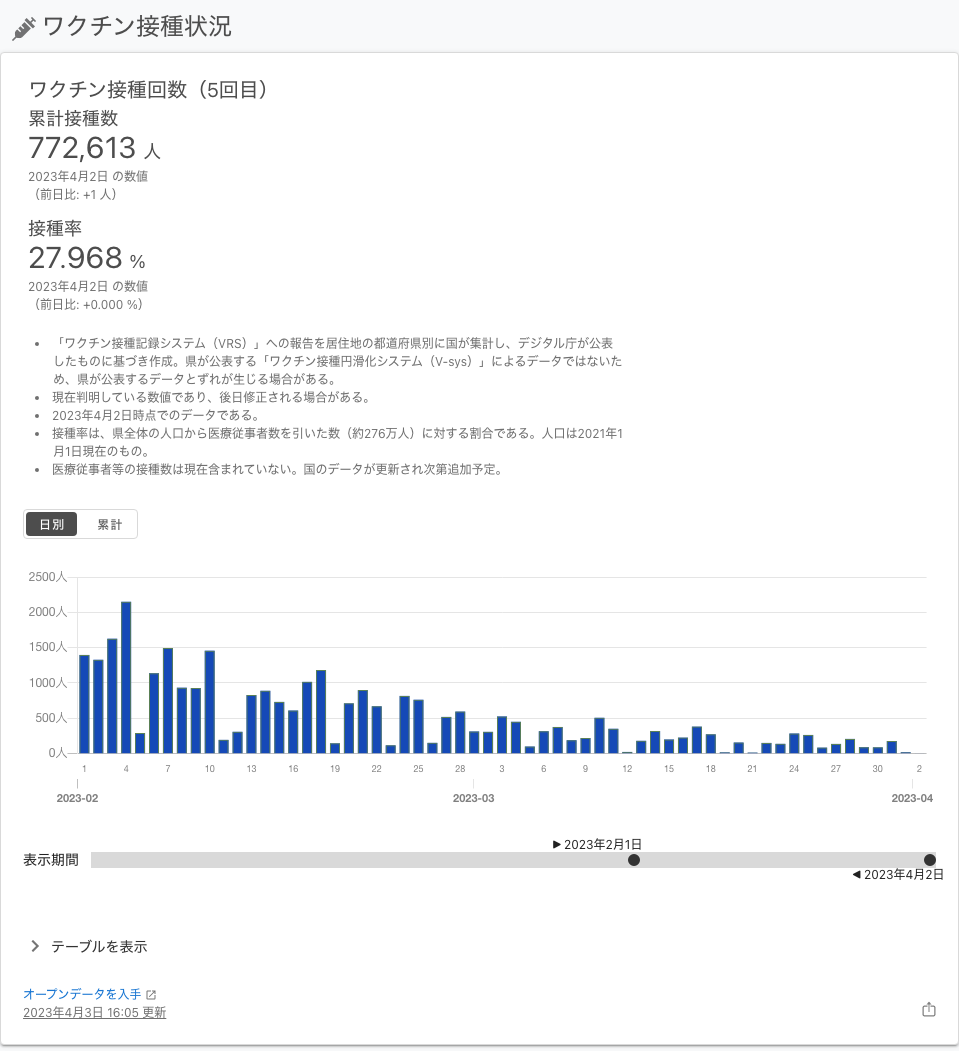 ワクチン接種状況
ワクチン接種回数（5回目）
累計接種数
772,613 人
2023年4月2日 の数値
（前日比: +1 人）
接種率
27.968 %
2023年4月2日 の数値
（前日比: +0.000 %）
• 「ワクチン接種記録システム（VRS）」への報告を居住地の都道府県別に国が集計し、デジタル庁が公表
したものに基づき作成。県が公表する「ワクチン接種円滑化システム（V-sys）」によるデータではないた
め、県が公表するデータとずれが生じる場合がある。
• 現在判明している数値であり、後日修正される場合がある。
• 2023年4月2日時点でのデータである。
• 接種率は、県全体の人口から医療従事者数を引いた数（約276万人）に対する割合である。人口は2021年1
月1日現在のもの。
• 医療従事者等の接種数は現在含まれていない。国のデータが更新され次第追加予定。
日別 累計
2500人
2000人
1500人
1000人
500人
0人
1 4 7 10 13 16 19 22 25 28 3 6 9 12 15 18 21 24 27 30 2
2023-02 2023-03 2023-04
▶ 2023年2月1日
表示期間
◀ 2023年4月2日
テーブルを表示
オープンデータを入手
2023年4月3日 16:05 更新